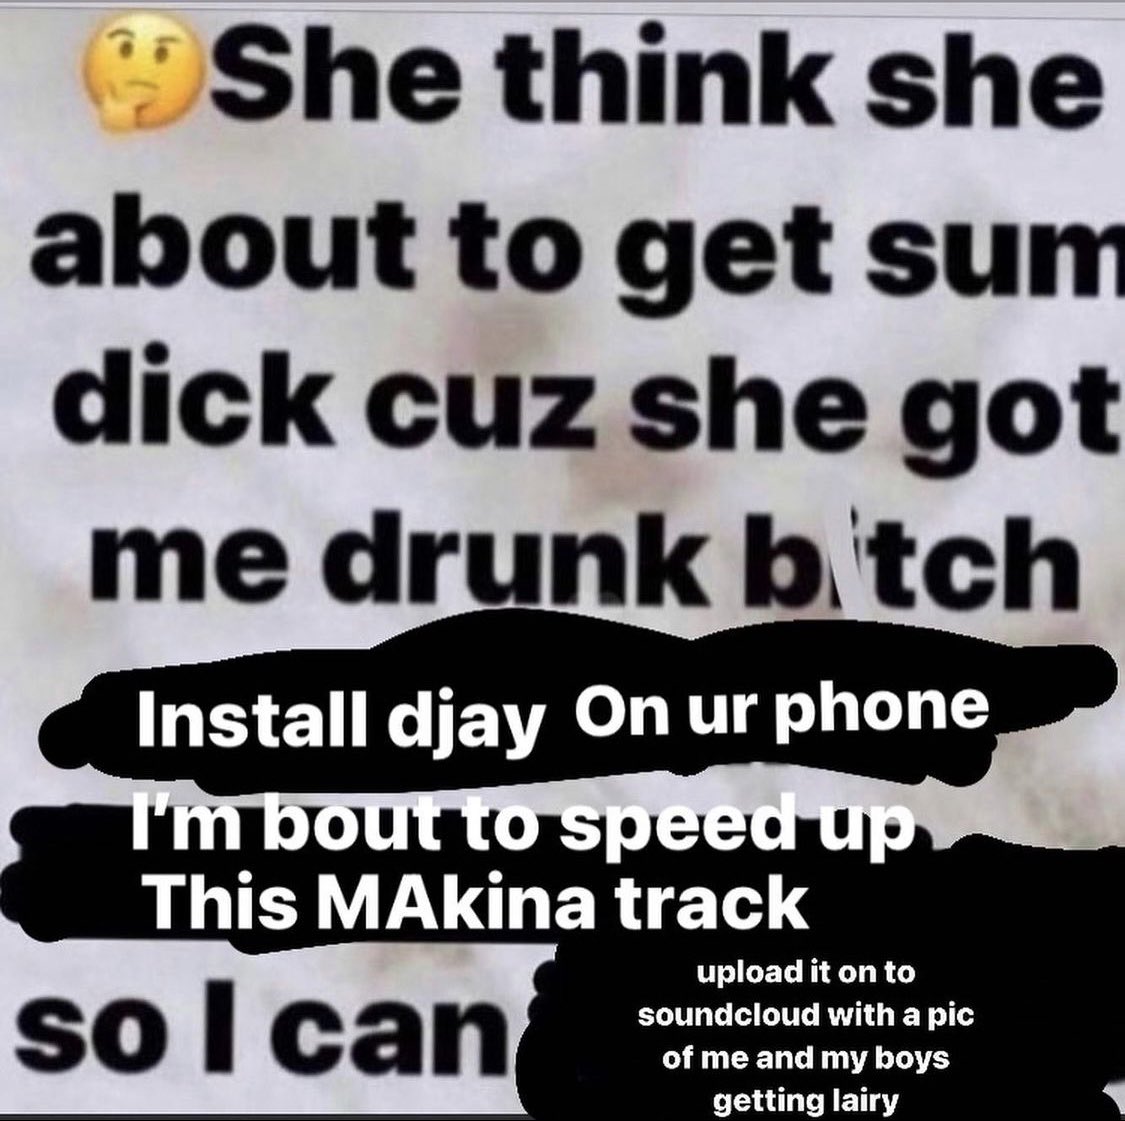 🤔She think she
about to get sum
dick cuz she got
me drunk bitch
Install djay On ur phone
I'm bout to speed up
This MAkina track
so I can
upload it on to
soundcloud with a pic
of me and my boys
getting lairy